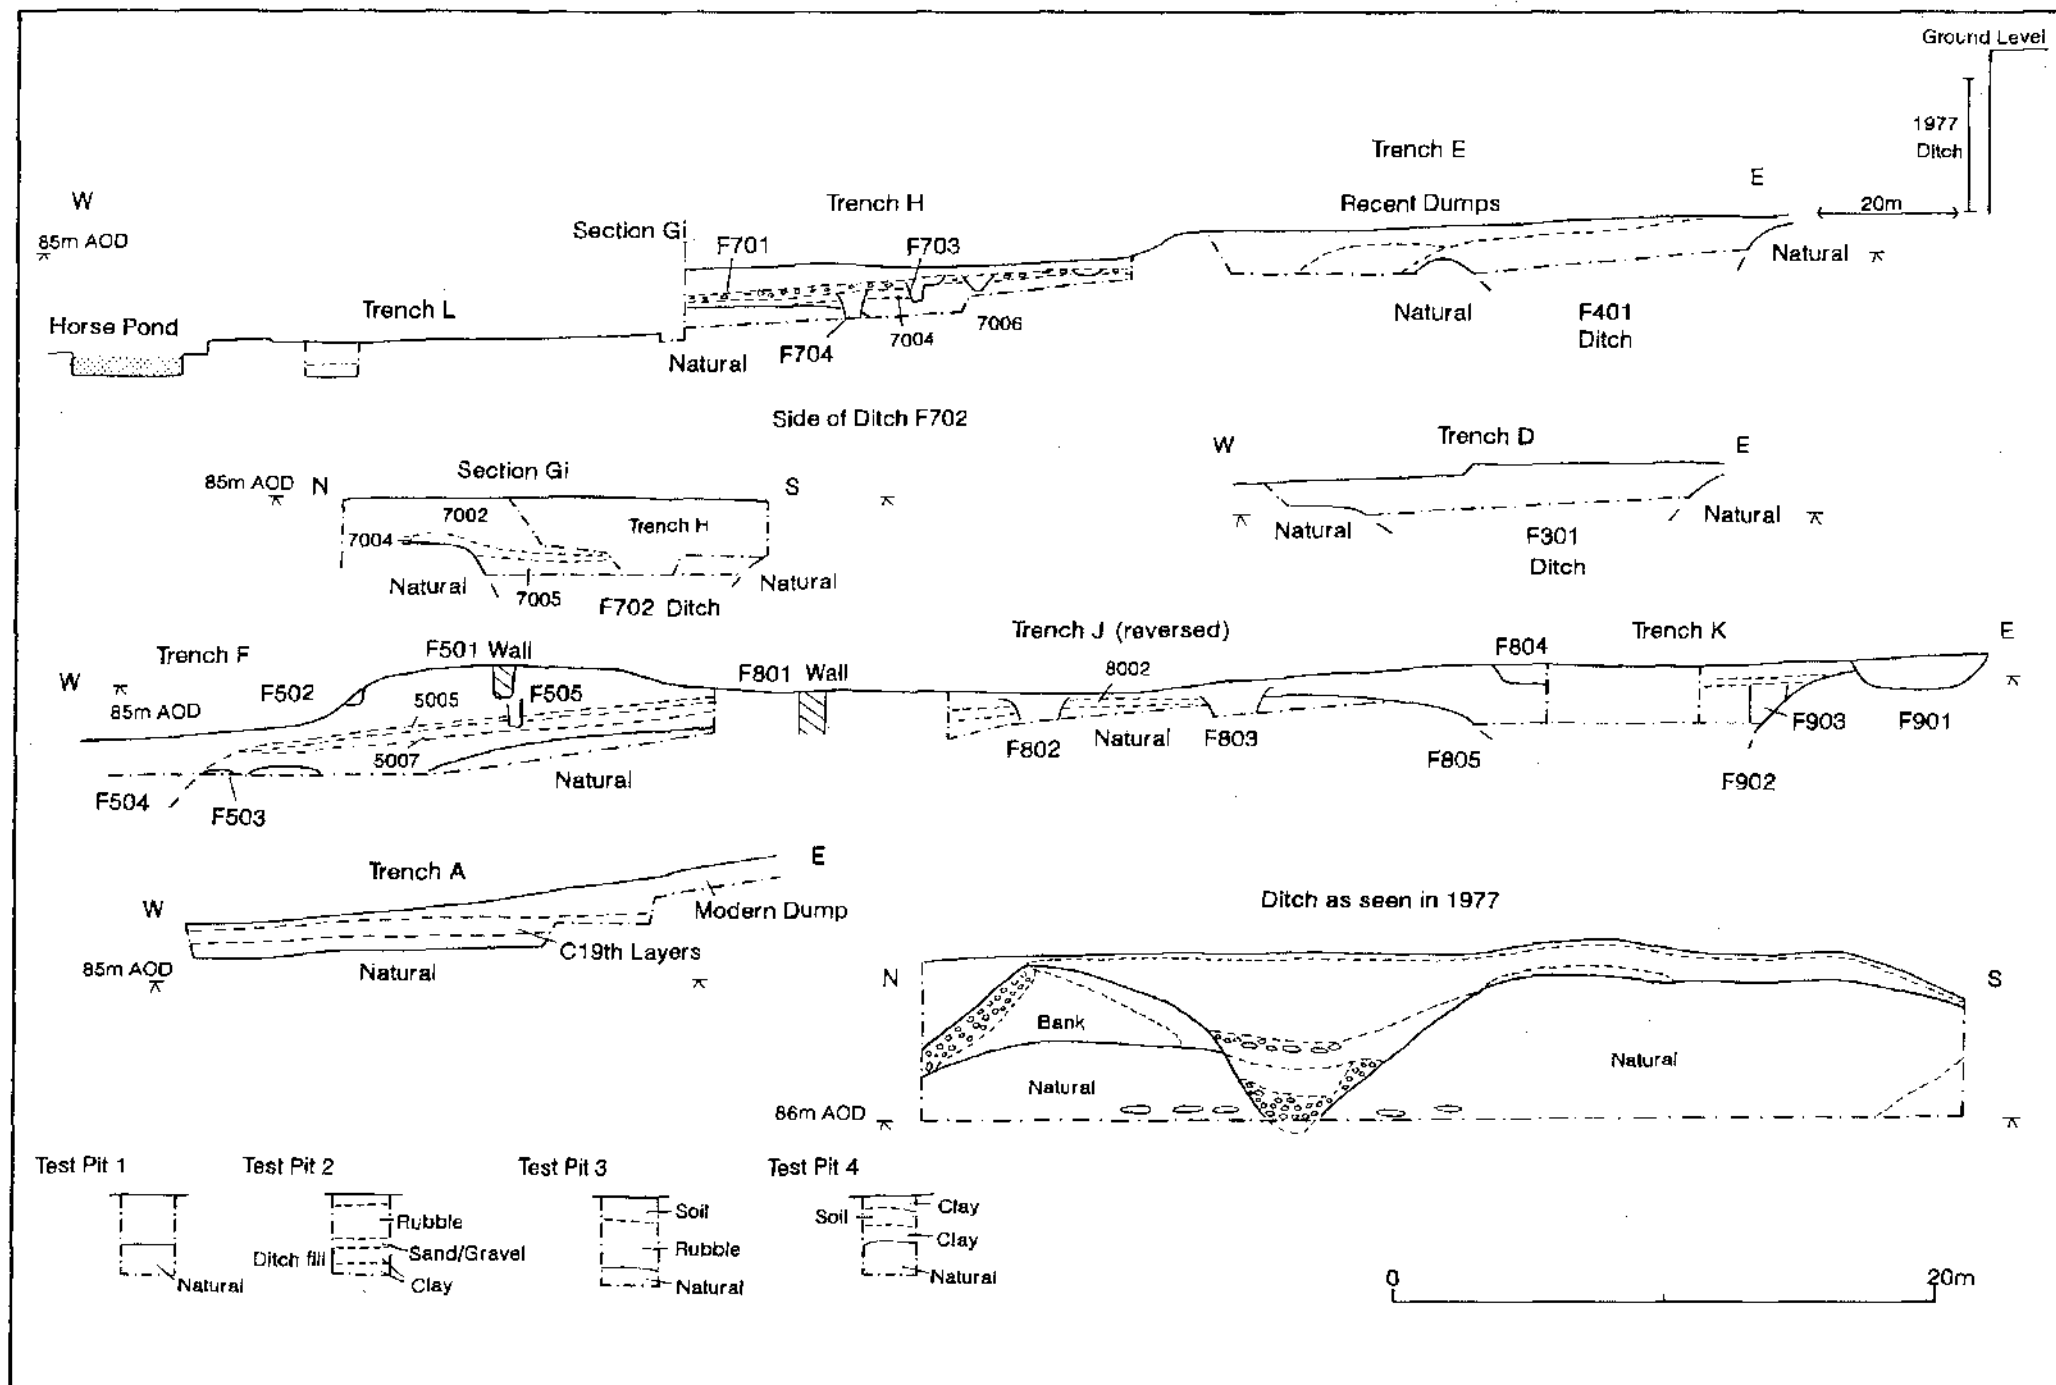 Ground Level
1977
Ditch
Trench E
W
Trench H
Recent Dumps
E
20m
Section Gi
85m AOD
F701
F703
Natural
Trench L
Horse Pond
Natural
F704
7004
7006
Natural
F401
Ditch
Side of Ditch F702
W
Trench D
E
Section Gi
85m AOD
N
S
7002
Trench H
7004
Natural
Natural
F301
Ditch
Natural
7005
F702 Ditch
Natural
Trench F
F501 Wall
Trench J (reversed)
F804
Trench K
E
W
F502
F801 Wall
8002
85m AOD
5005
F505
5007
Natural
F802
Natural
F803
F805
F903
F901
F902
F504
F503
Trench A
E
W
Modern Dump
C19th Layers
85m AOD
Natural
Ditch as seen in 1977
N
S
Bank
Natural
Natural
86m AOD
Test Pit 1
Test Pit 2
Test Pit 3
Test Pit 4
Natural
Rubble
Ditch fill
Sand/Gravel
Clay
Soil
Rubble
Natural
Clay
Soil
Clay
Natural
0
20m